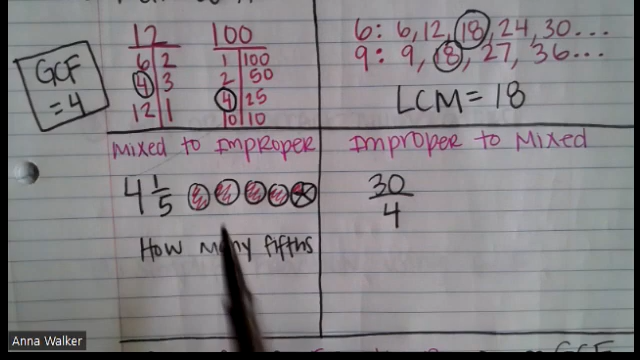 12 100
6 2
4 3
12 1
1 100
2 50
4 25
10 10
GCF
=4
6: 6, 12, 18, 24, 30...
9: 9, 18, 27, 36...
LCM=18
Mixed to Improper
Improper to Mixed
4 1/5
30/4
How many fifths
GCF
Anna Walker